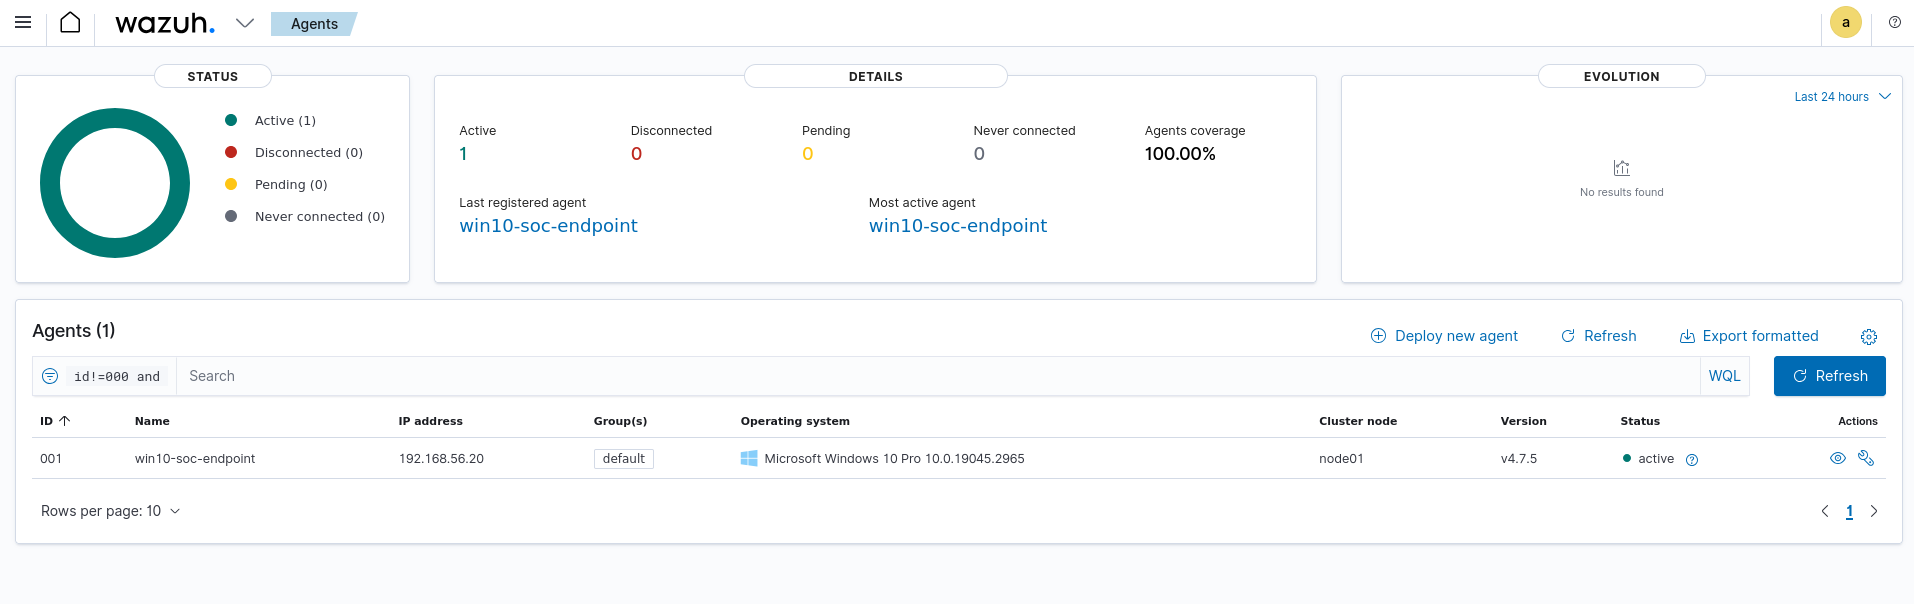 wazuh.
Agents
a
STATUS
Active (1)
Disconnected (0)
Pending (0)
Never connected (0)
DETAILS
Active
1
Disconnected
0
Pending
0
Never connected
0
Agents coverage
100.00%
Last registered agent
win10-soc-endpoint
Most active agent
win10-soc-endpoint
EVOLUTION
Last 24 hours
No results found
Agents (1)
Deploy new agent
Refresh
Export formatted
id!=000 and
Search
WQL
Refresh
ID Name IP address Group(s) Operating system Cluster node Version Status Actions
001 win10-soc-endpoint 192.168.56.20 default Microsoft Windows 10 Pro 10.0.19045.2965 node01 v4.7.5 active
Rows per page: 10
1